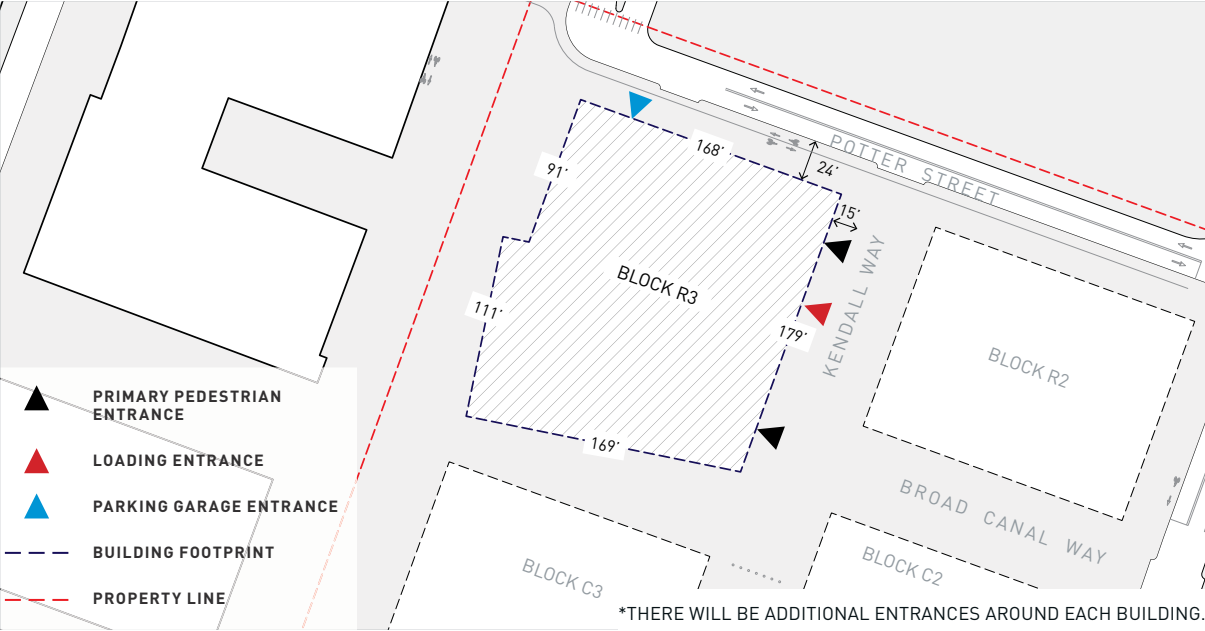 POTTER STREET
168'
91'
24'
15'
BLOCK R3
KENDALL WAY
111'
179'
BLOCK R2
169'
BROAD CANAL WAY
BLOCK C3
BLOCK C2
PRIMARY PEDESTRIAN
ENTRANCE
LOADING ENTRANCE
PARKING GARAGE ENTRANCE
BUILDING FOOTPRINT
PROPERTY LINE
*THERE WILL BE ADDITIONAL ENTRANCES AROUND EACH BUILDING.